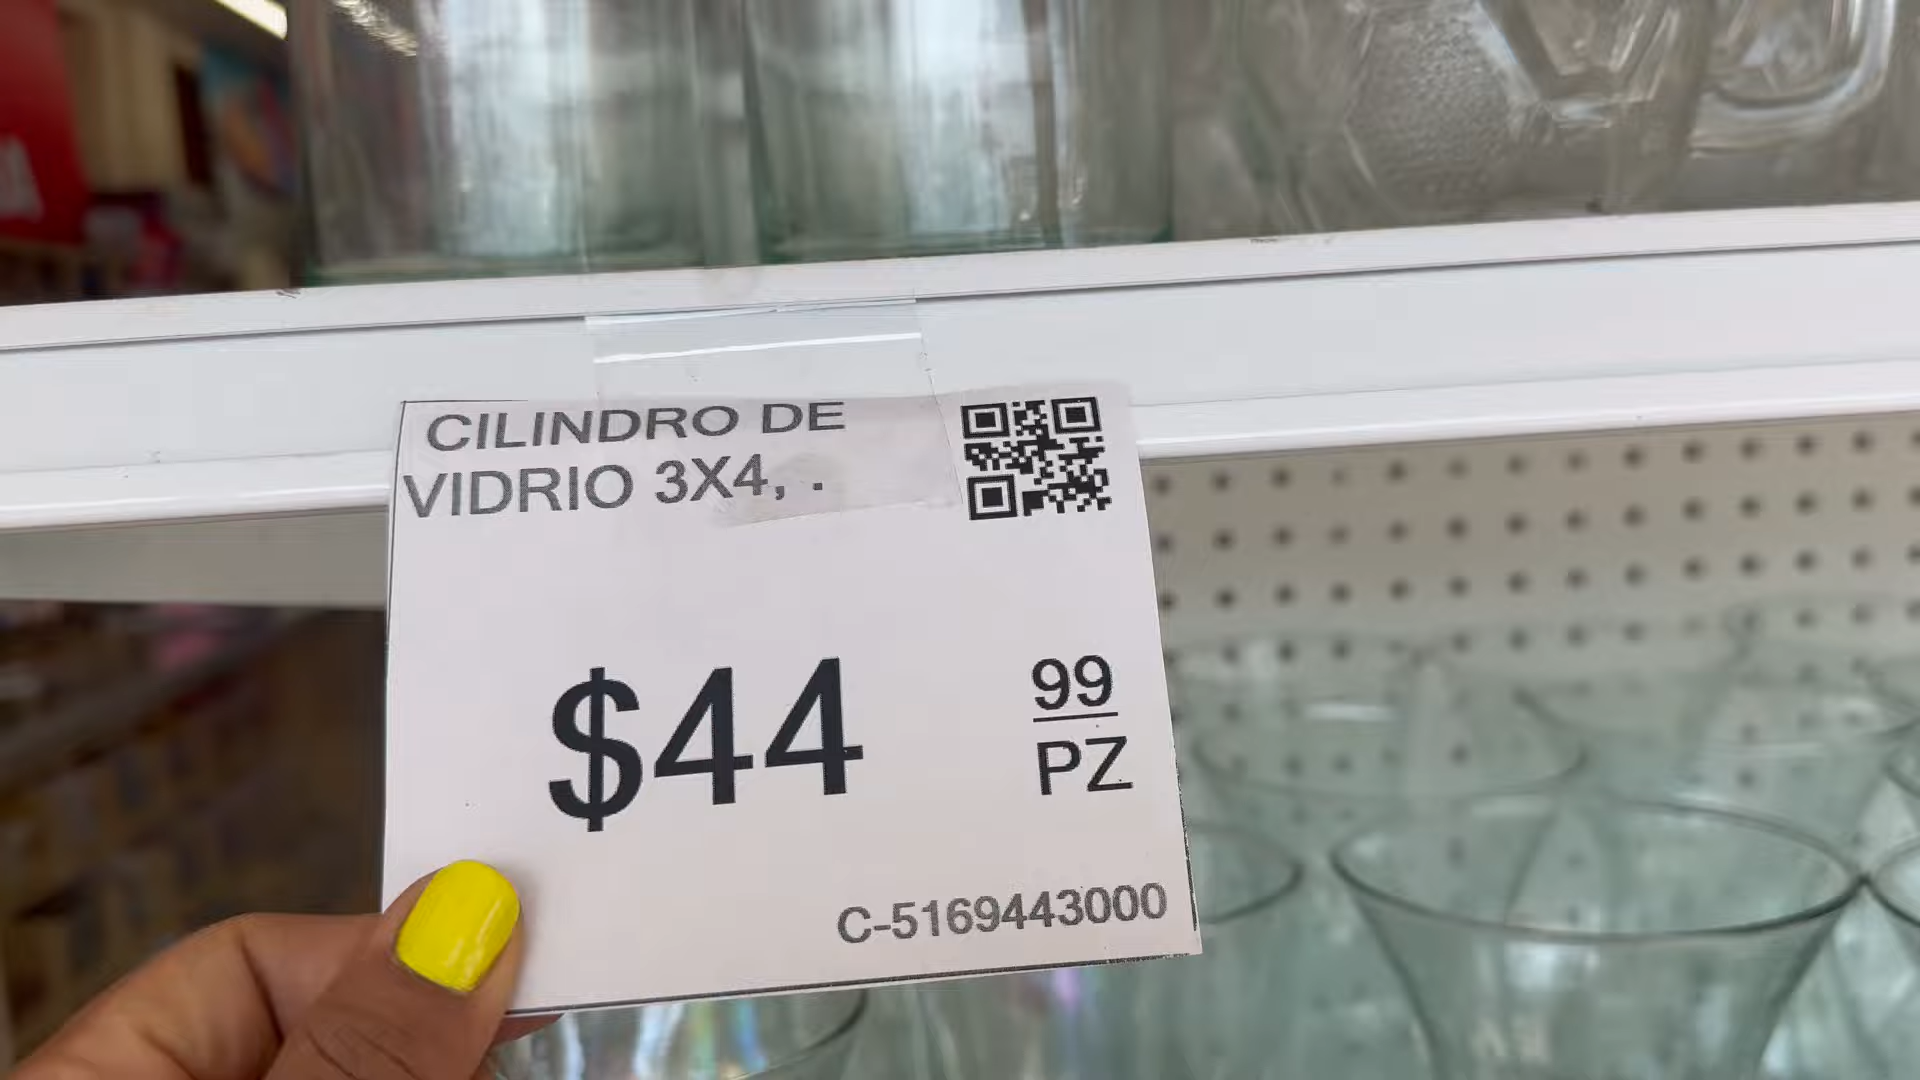 CILINDRO DE
VIDRIO 3X4, .
$44 99
PZ
C-5169443000